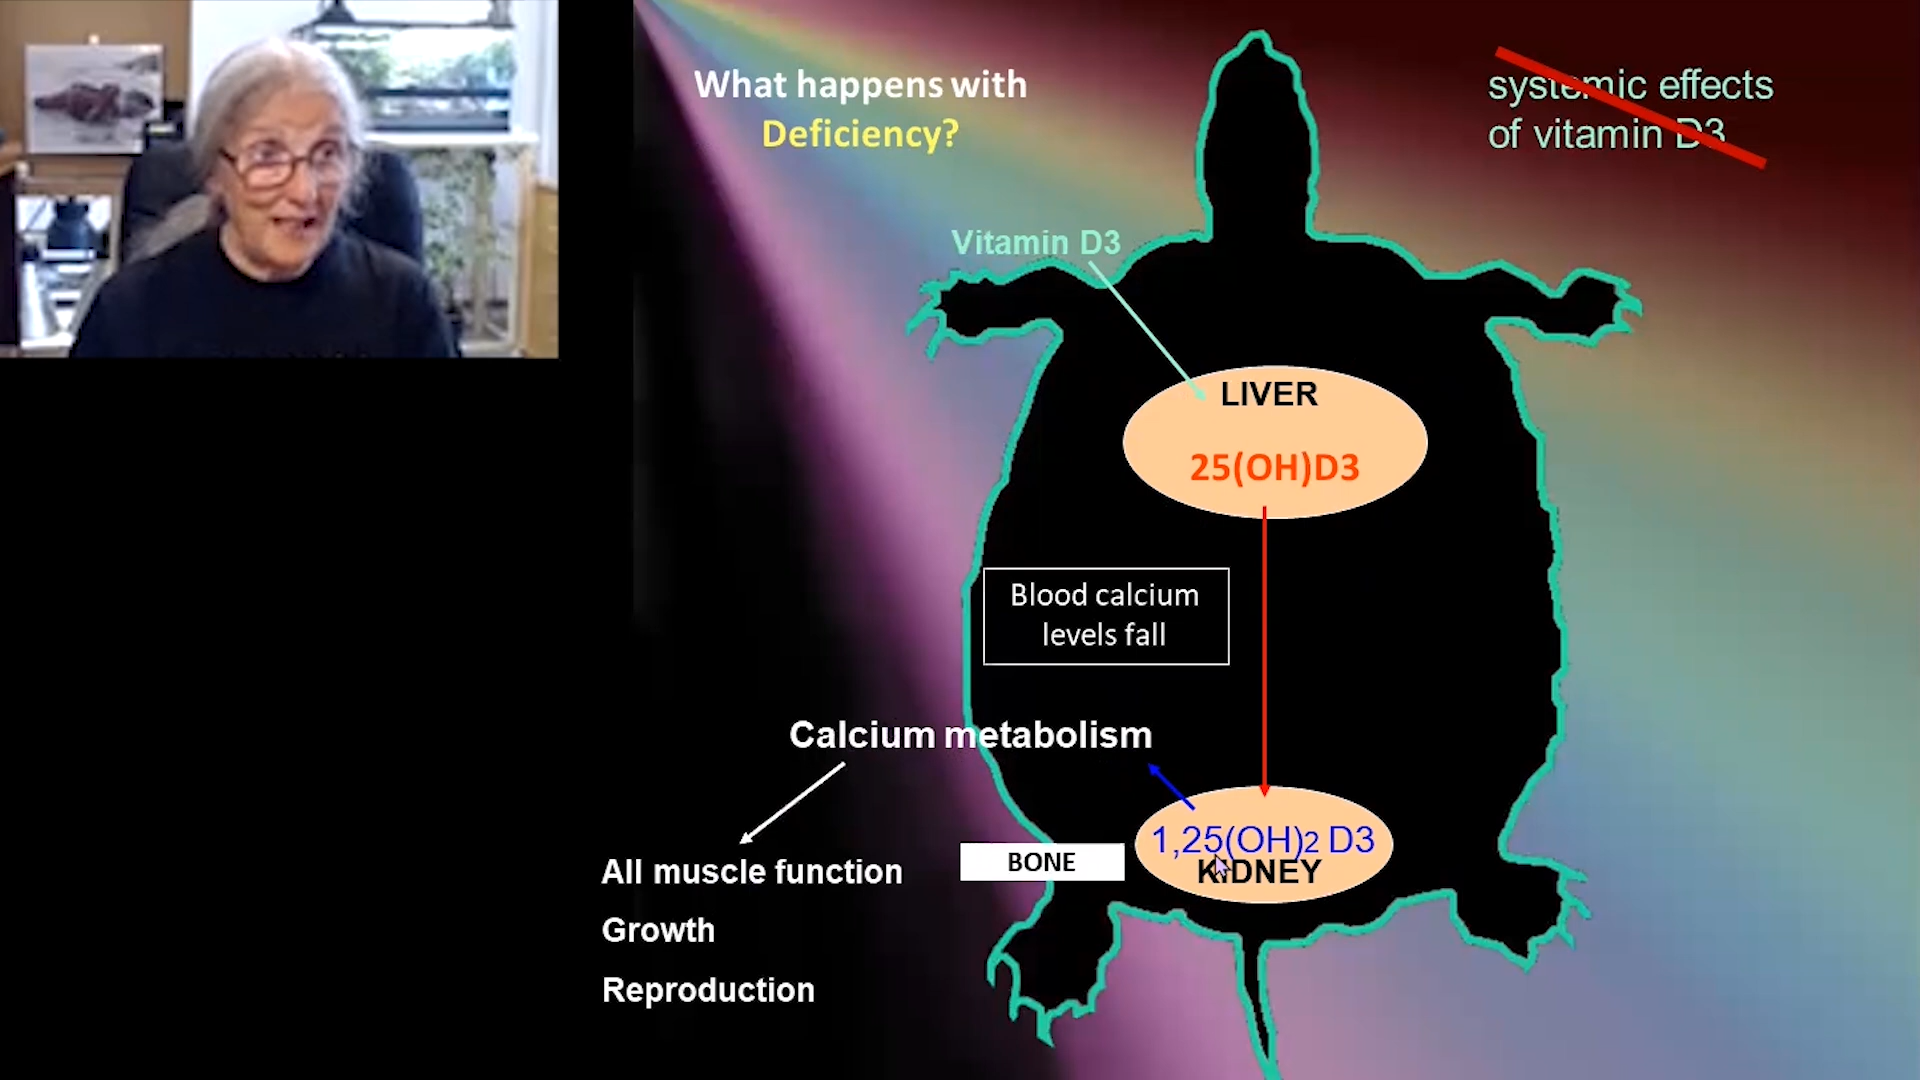 What happens with
Deficiency?
systemic effects
of vitamin D3
Vitamin D3
LIVER
25(OH)D3
Blood calcium
levels fall
Calcium metabolism
1,25(OH)2 D3
KIDNEY
BONE
All muscle function
Growth
Reproduction